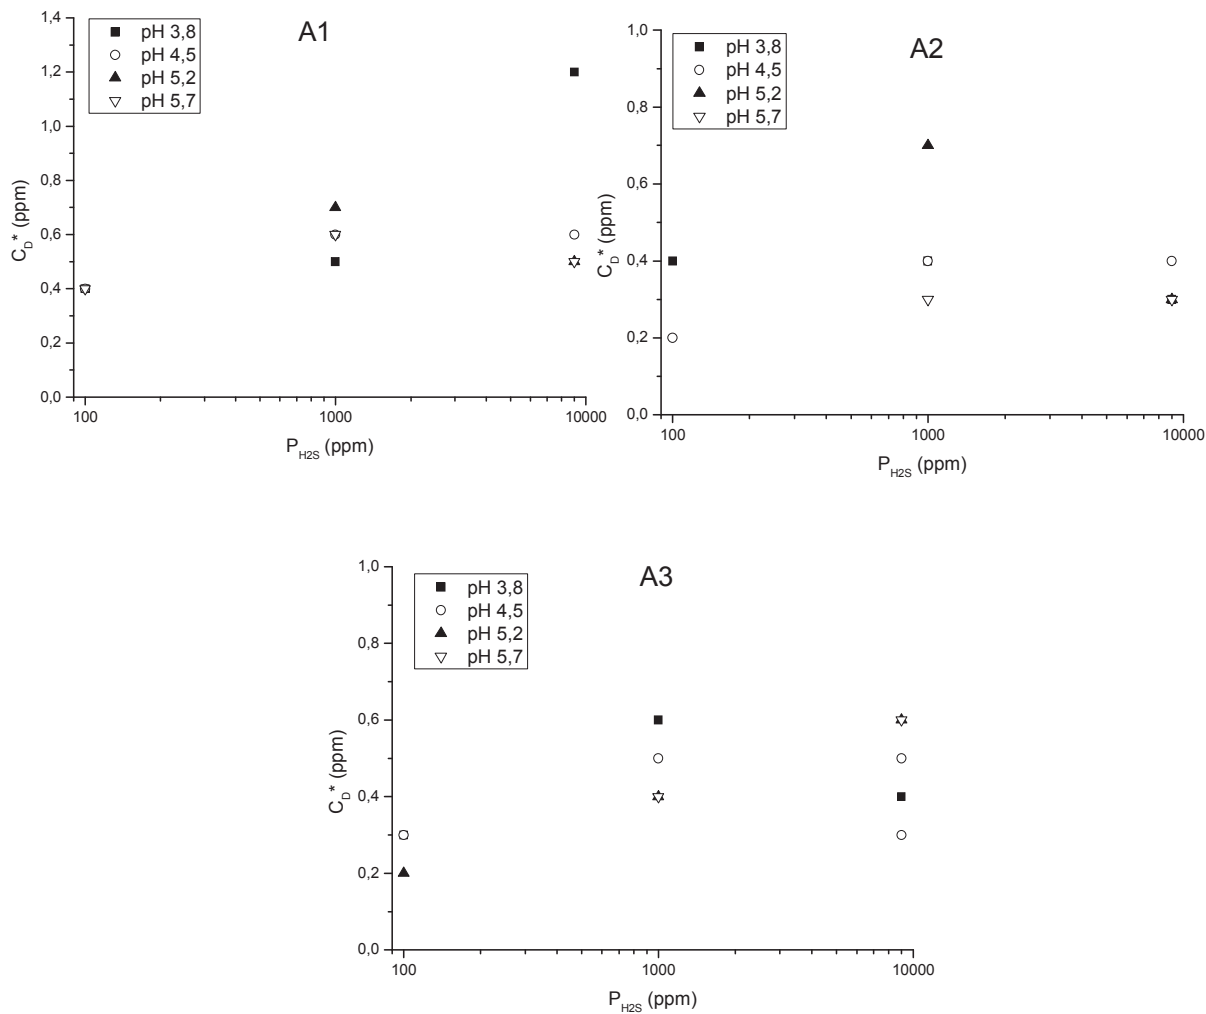 A1
pH 3,8
pH 4,5
pH 5,2
pH 5,7
1,4
1,2
1,0
0,8
0,6
0,4
0,2
0,0
C_D* (ppm)
100 1000 10000
P_H2S (ppm)
A2
pH 3,8
pH 4,5
pH 5,2
pH 5,7
1,0
0,8
0,6
0,4
0,2
0,0
C_D* (ppm)
100 1000 10000
P_H2S (ppm)
A3
pH 3,8
pH 4,5
pH 5,2
pH 5,7
1,0
0,8
0,6
0,4
0,2
0,0
C_D* (ppm)
100 1000 10000
P_H2S (ppm)